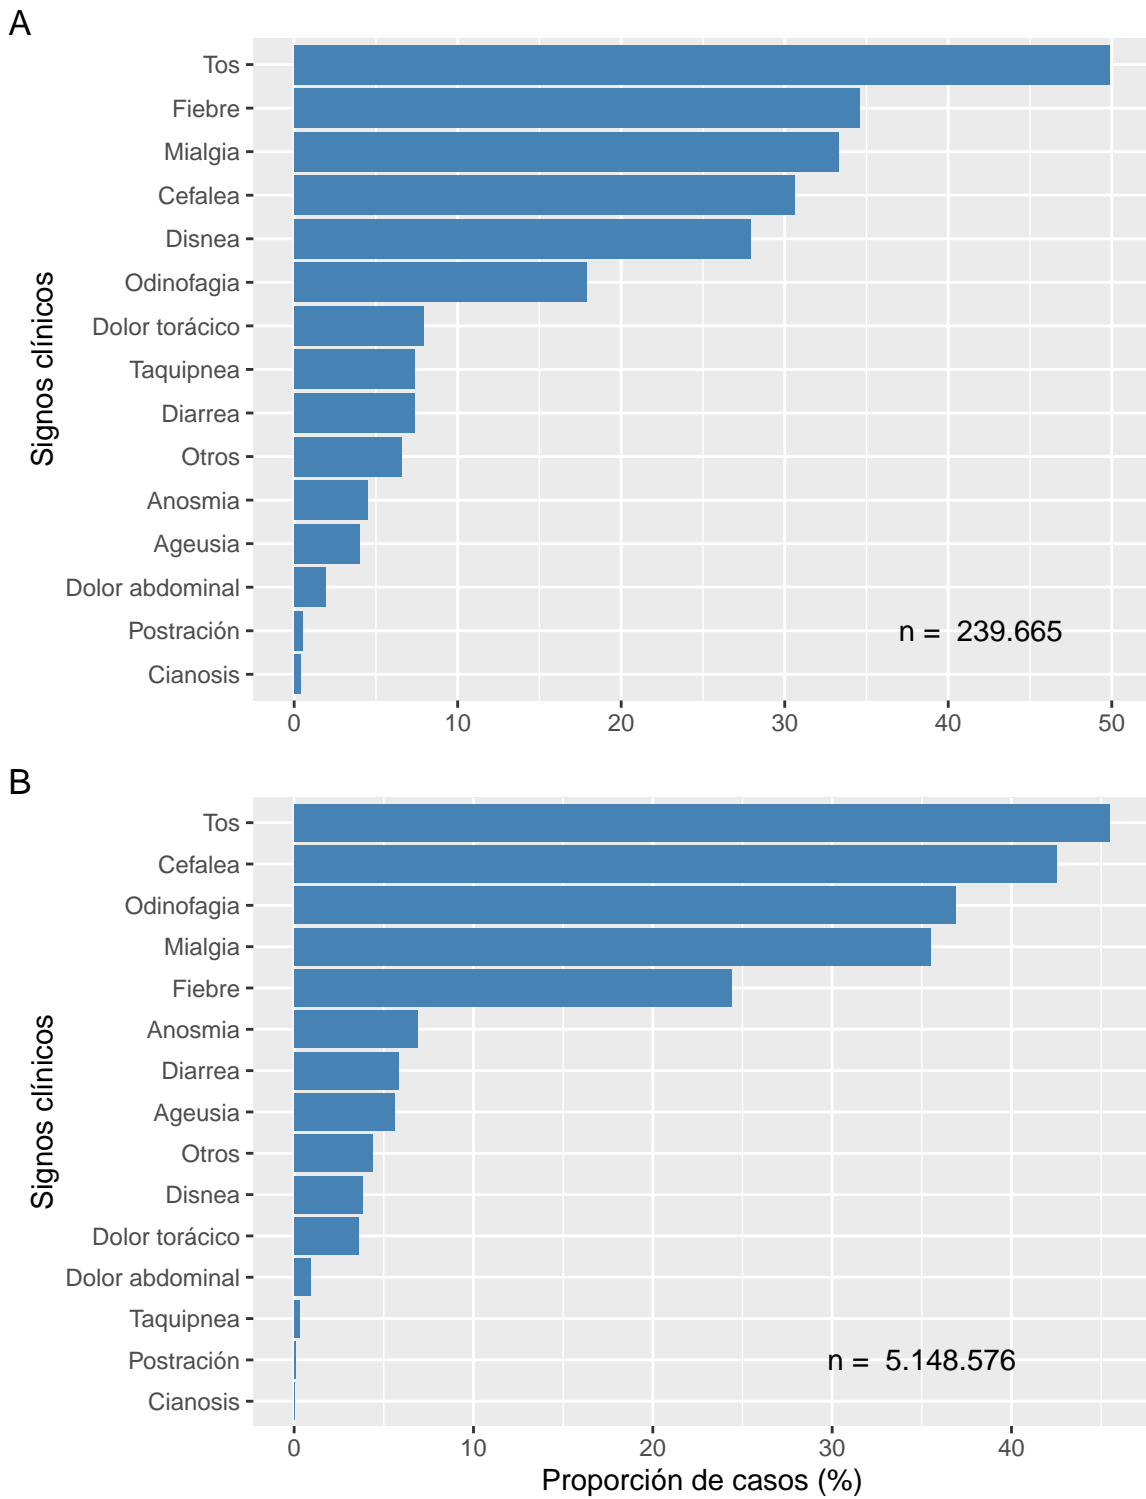 A
Tos
Fiebre
Mialgia
Cefalea
Disnea
Odinofagia
Dolor torácico
Taquipnea
Diarrea
Otros
Anosmia
Ageusia
Dolor abdominal
Postración
Cianosis
Signos clínicos
n = 239.665
0 10 20 30 40 50
B
Tos
Cefalea
Odinofagia
Mialgia
Fiebre
Anosmia
Diarrea
Ageusia
Otros
Disnea
Dolor torácico
Dolor abdominal
Taquipnea
Postración
Cianosis
Signos clínicos
n = 5.148.576
0 10 20 30 40
Proporción de casos (%)